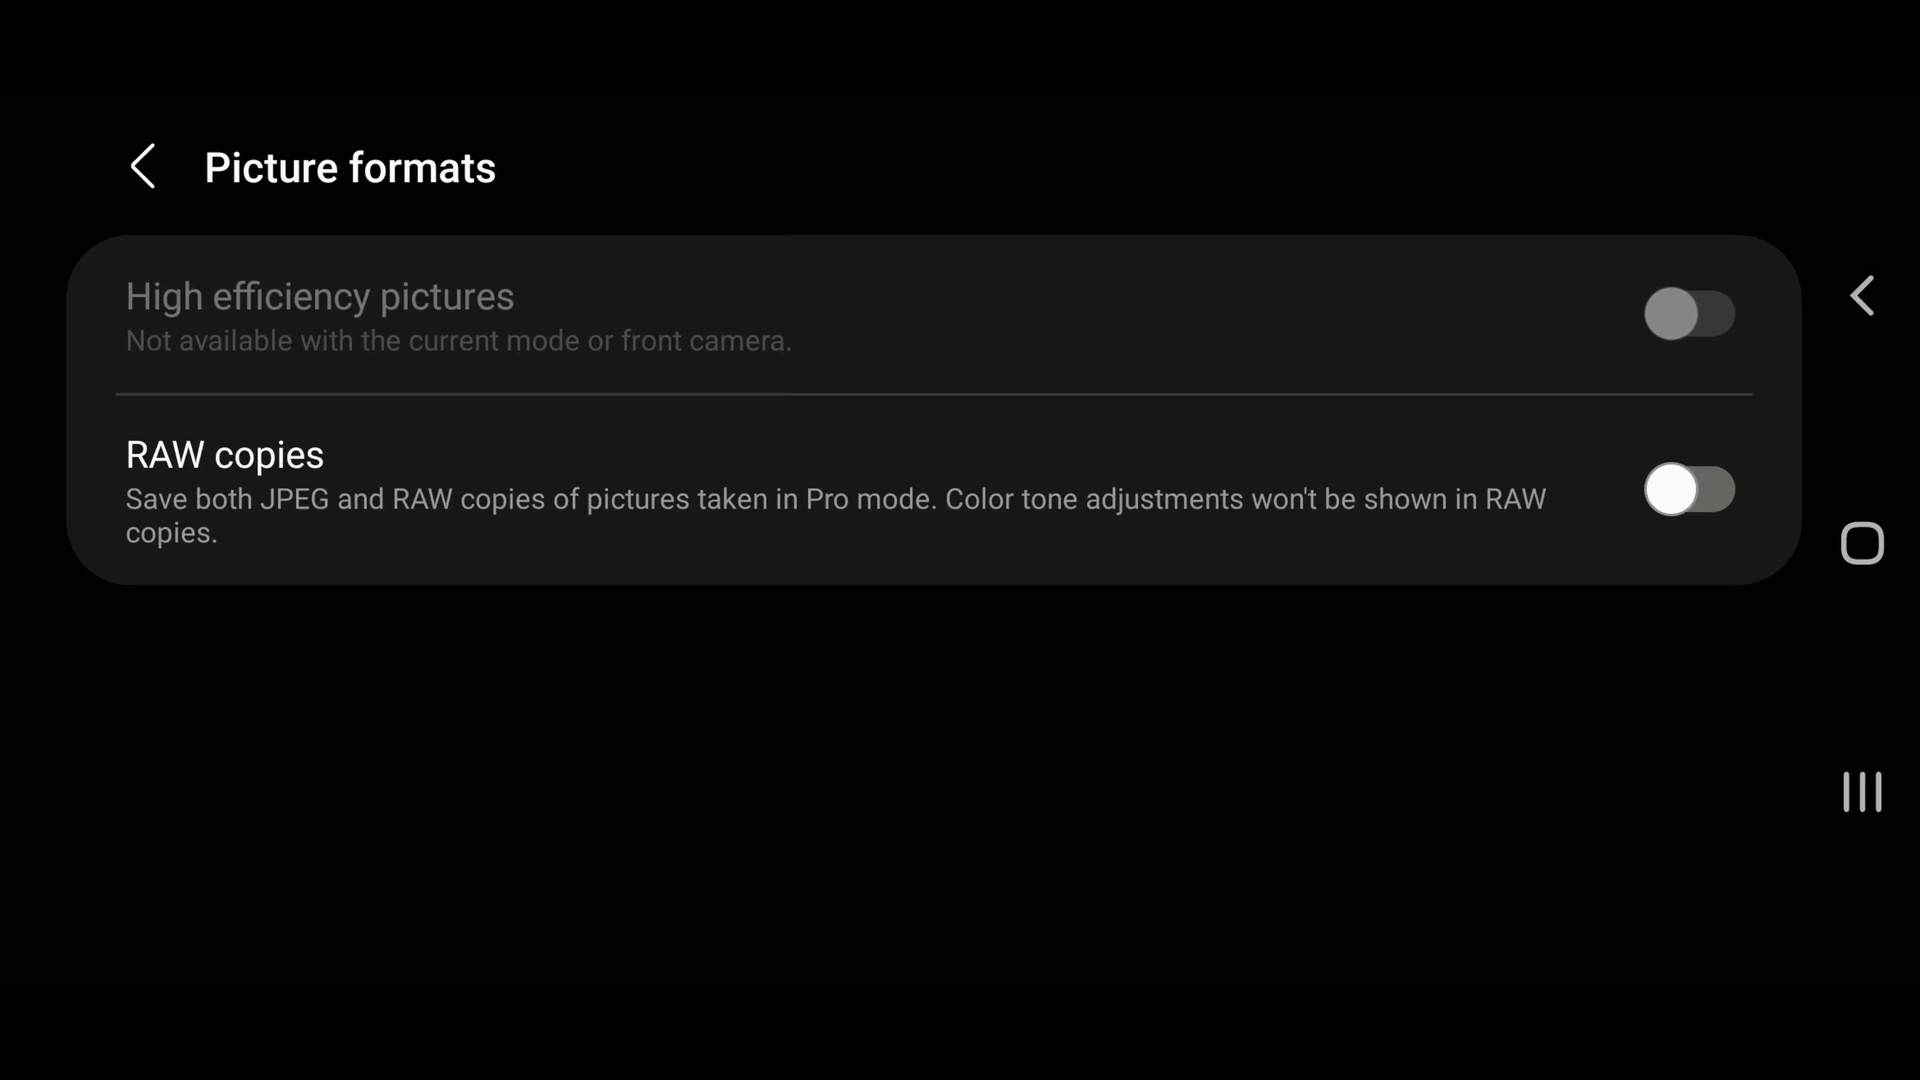 Picture formats
High efficiency pictures
Not available with the current mode or front camera.
RAW copies
Save both JPEG and RAW copies of pictures taken in Pro mode. Color tone adjustments won't be shown in RAW
copies.